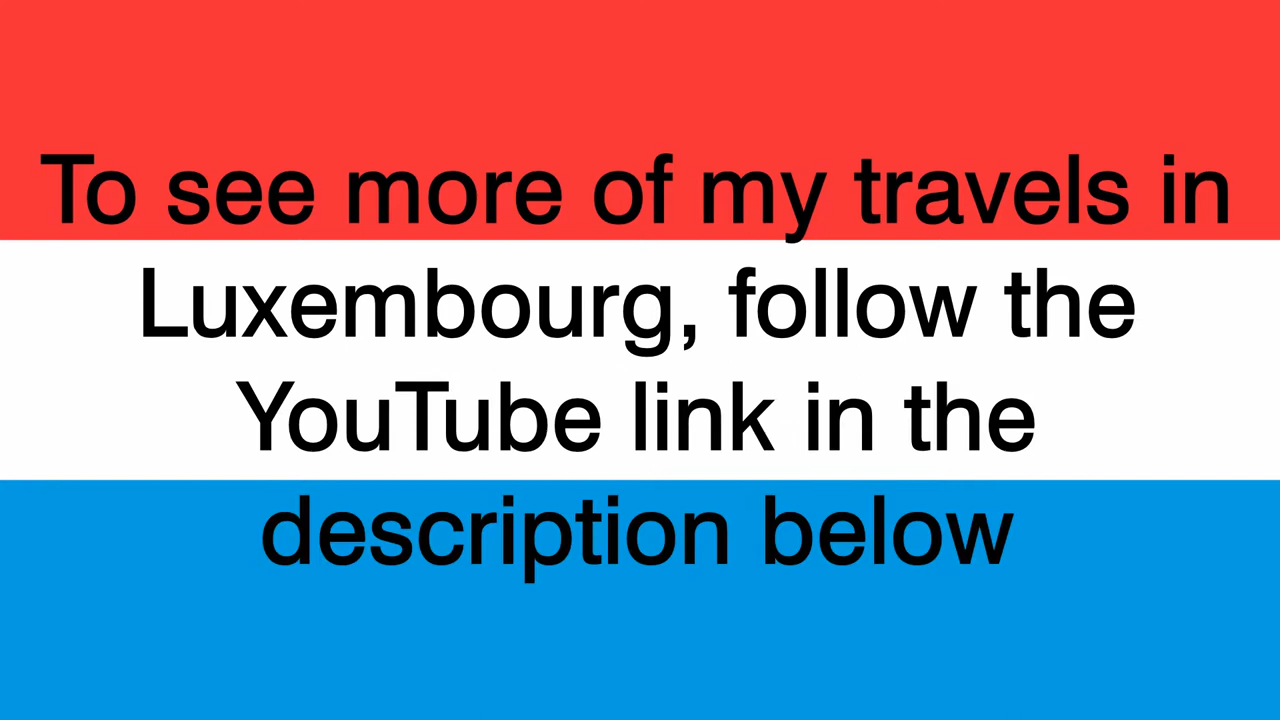 To see more of my travels in
Luxembourg, follow the
YouTube link in the
description below